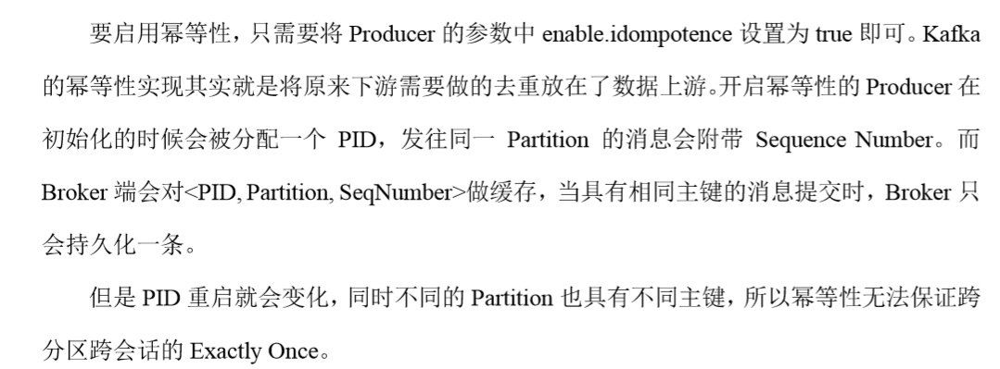 要启用幂等性，只需要将 Producer 的参数中 enable.idompotence 设置为 true 即可。Kafka
的幂等性实现其实就是将原来下游需要做的去重放在了数据上游。开启幂等性的 Producer 在
初始化的时候会被分配一个 PID，发往同一 Partition 的消息会附带 Sequence Number。而
Broker 端会对<PID, Partition, SeqNumber>做缓存，当具有相同主键的消息提交时，Broker 只
会持久化一条。
但是 PID 重启就会变化，同时不同的 Partition 也具有不同主键，所以幂等性无法保证跨
分区跨会话的 Exactly Once。